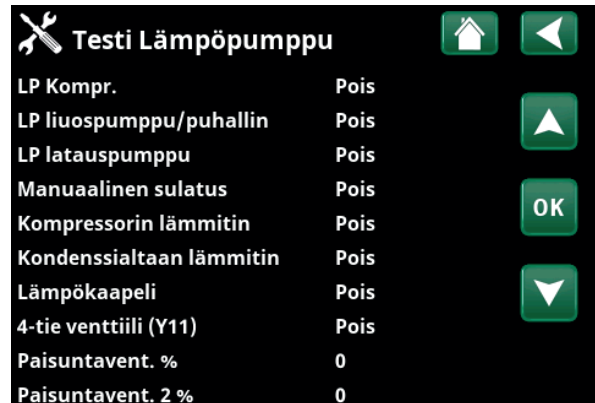 Testi Lämpöpumppu
LP Kompr. Pois
LP liuospumppu/puhallin Pois
LP latauspumppu Pois
Manuaalinen sulatus Pois
OK
Kompressorin lämmitin Pois
Kondenssialtaan lämmitin Pois
Lämpökaapeli Pois
4-tie venttiili (Y11) Pois
Paisuntavent. % 0
Paisuntavent. 2 % 0